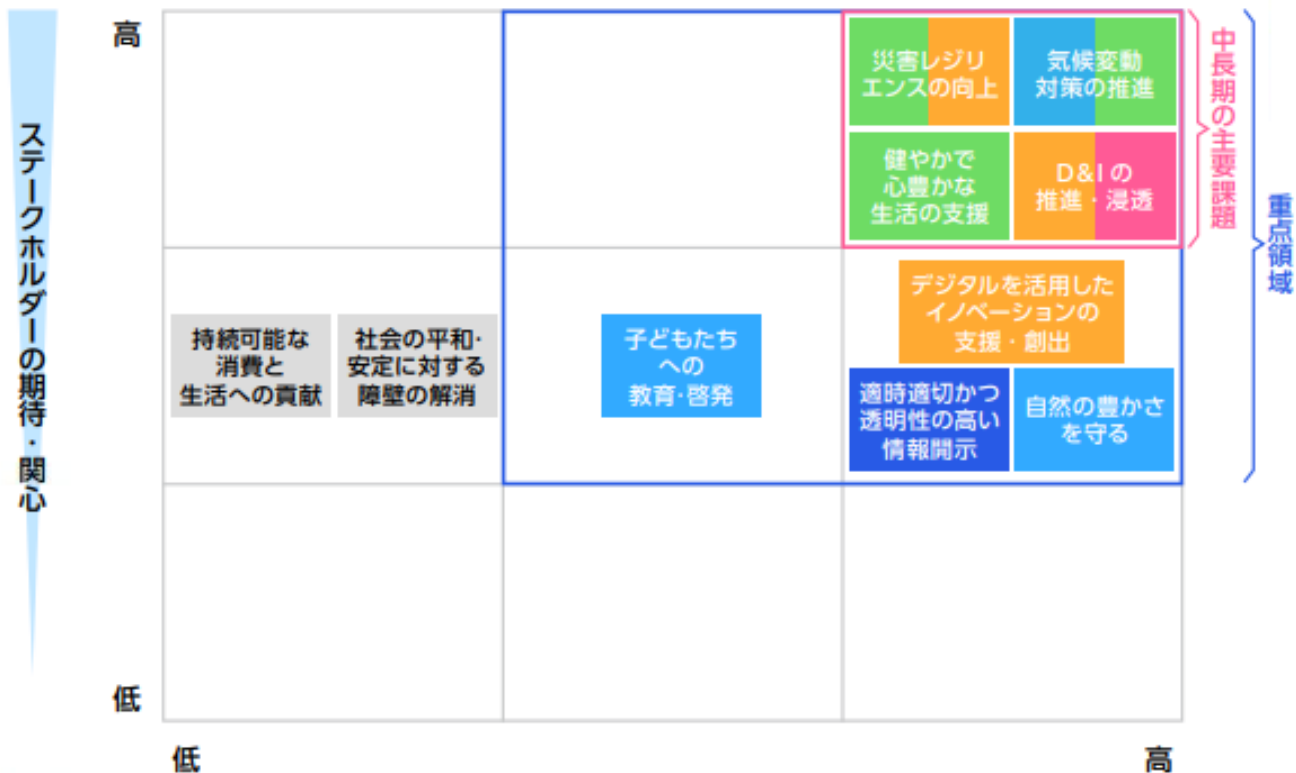 ステークホルダーの期待・関心
高
災害レジリ
エンスの向上
気候変動
対策の推進
健やかで
心豊かな
生活の支援
D&Iの
推進・浸透
中長期の主要課題
重点領域
持続可能な
消費と
生活への貢献
社会の平和・
安定に対する
障壁の解消
子どもたち
への
教育・啓発
デジタルを活用した
イノベーションの
支援・創出
適時適切かつ
透明性の高い
情報開示
自然の豊かさ
を守る
低
低
高